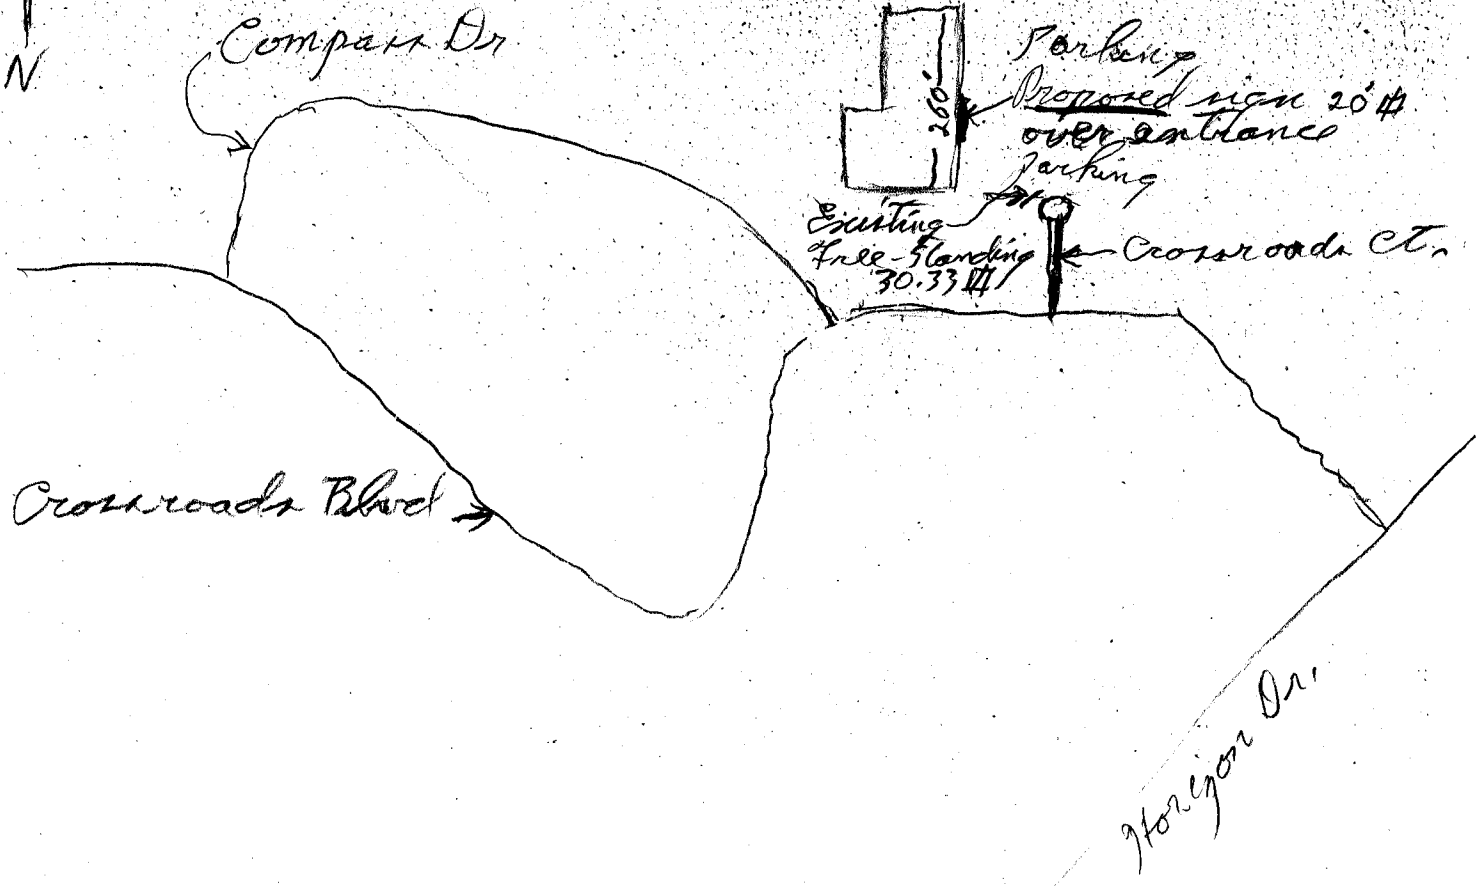 N
Compass Dr
260'
Parking
Proposed sign 20'
over entrance
Parking
Existing
Free-Standing
30.33
Crossroads Ct.
Crossroads Blvd
Horizon Dr.